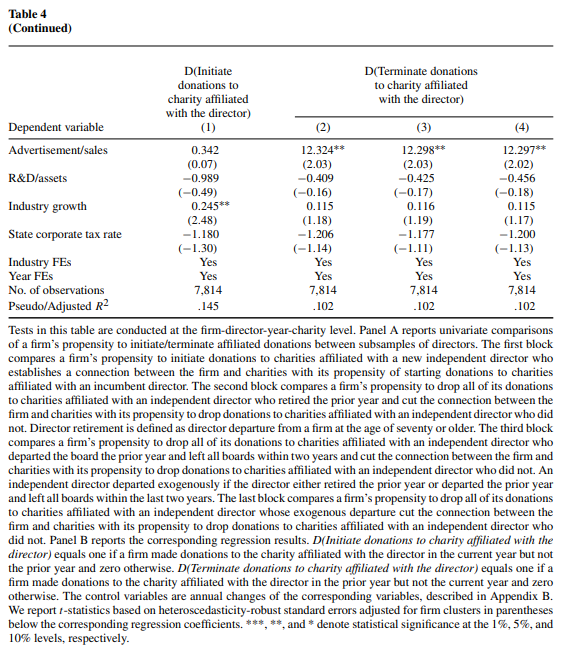 Table 4
(Continued)
D(Initiate
donations to
charity affiliated
with the director)
D(Terminate donations
to charity affiliated
with the director)
Dependent variable (1) (2) (3) (4)
Advertisement/sales 0.342 12.324** 12.298** 12.297**
(0.07) (2.03) (2.03) (2.02)
R&D/assets −0.989 −0.409 −0.425 −0.456
(−0.49) (−0.16) (−0.17) (−0.18)
Industry growth 0.245** 0.115 0.116 0.115
(2.48) (1.18) (1.19) (1.17)
State corporate tax rate −1.180 −1.206 −1.177 −1.200
(−1.30) (−1.14) (−1.11) (−1.13)
Industry FEs Yes Yes Yes Yes
Year FEs Yes Yes Yes Yes
No. of observations 7,814 7,814 7,814 7,814
Pseudo/Adjusted R2 .145 .102 .102 .102
Tests in this table are conducted at the firm-director-year-charity level. Panel A reports univariate comparisons
of a firm's propensity to initiate/terminate affiliated donations between subsamples of directors. The first block
compares a firm's propensity to initiate donations to charities affiliated with a new independent director who
establishes a connection between the firm and charities with its propensity of starting donations to charities
affiliated with an incumbent director. The second block compares a firm's propensity to drop all of its donations
to charities affiliated with an independent director who retired the prior year and cut the connection between the
firm and charities with its propensity to drop donations to charities affiliated with an independent director who did
not. Director retirement is defined as director departure from a firm at the age of seventy or older. The third block
compares a firm's propensity to drop all of its donations to charities affiliated with an independent director who
departed the board the prior year and left all boards within two years and cut the connection between the firm and
charities with its propensity to drop donations to charities affiliated with an independent director who did not. An
independent director departed exogenously if the director either retired the prior year or departed the prior year
and left all boards within the last two years. The last block compares a firm's propensity to drop all of its donations
to charities affiliated with an independent director whose exogenous departure cut the connection between the
firm and charities with its propensity to drop donations to charities affiliated with an independent director who
did not. Panel B reports the corresponding regression results. D(Initiate donations to charity affiliated with the
director) equals one if a firm made donations to the charity affiliated with the director in the current year but not
the prior year and zero otherwise. D(Terminate donations to charity affiliated with the director) equals one if a
firm made donations to the charity affiliated with the director in the prior year but not the current year and zero
otherwise. The control variables are annual changes of the corresponding variables, described in Appendix B.
We report t-statistics based on heteroscedasticity-robust standard errors adjusted for firm clusters in parentheses
below the corresponding regression coefficients. ***, **, and * denote statistical significance at the 1%, 5%, and
10% levels, respectively.